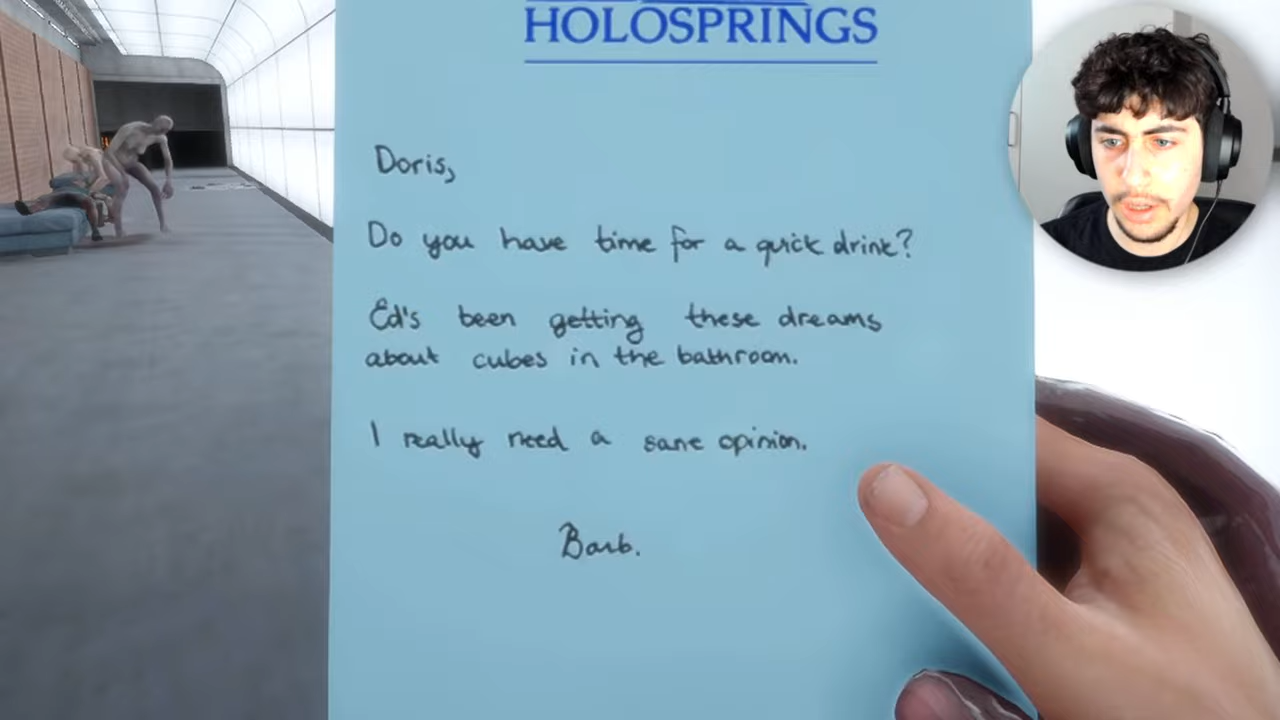 HOLOSPRINGS
Doris,
Do you have time for a quick drink?
Ed's been getting these dreams
about cubes in the bathroom.
I really need a sane opinion.
Barb.